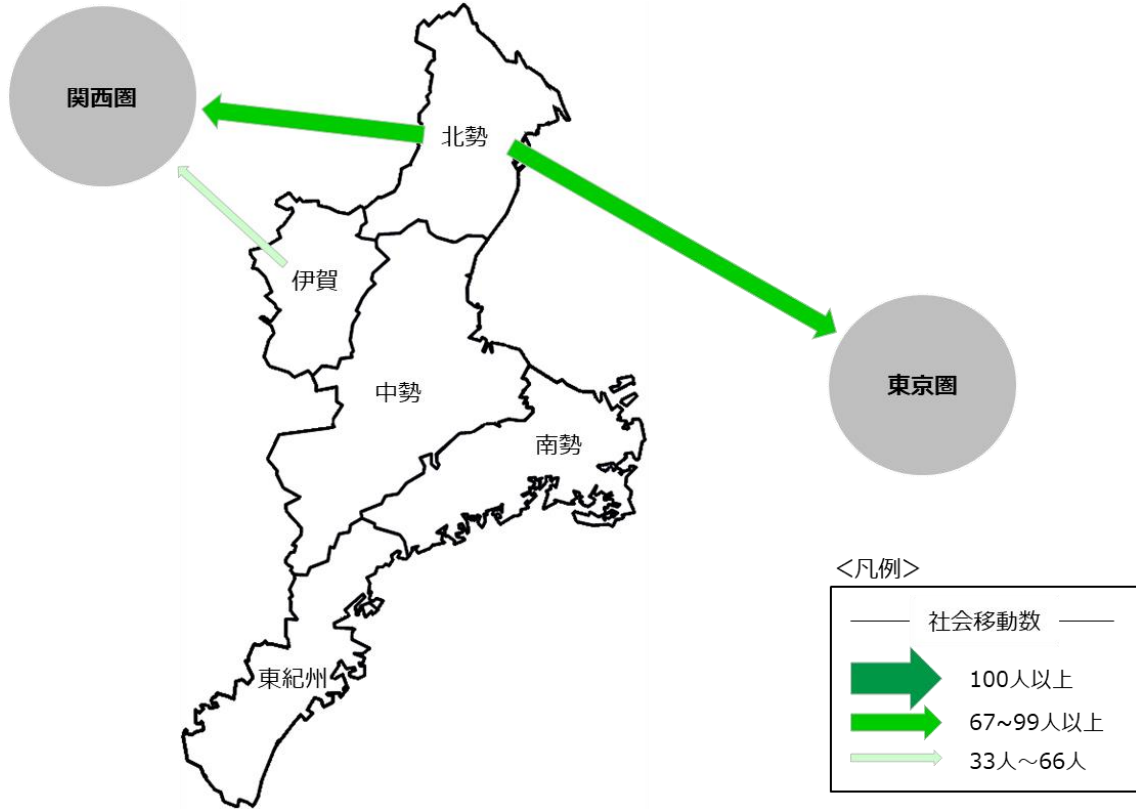 関西圏
北勢
伊賀
中勢
東京圏
南勢
東紀州
＜凡例＞
社会移動数
100人以上
67~99人以上
33人～66人